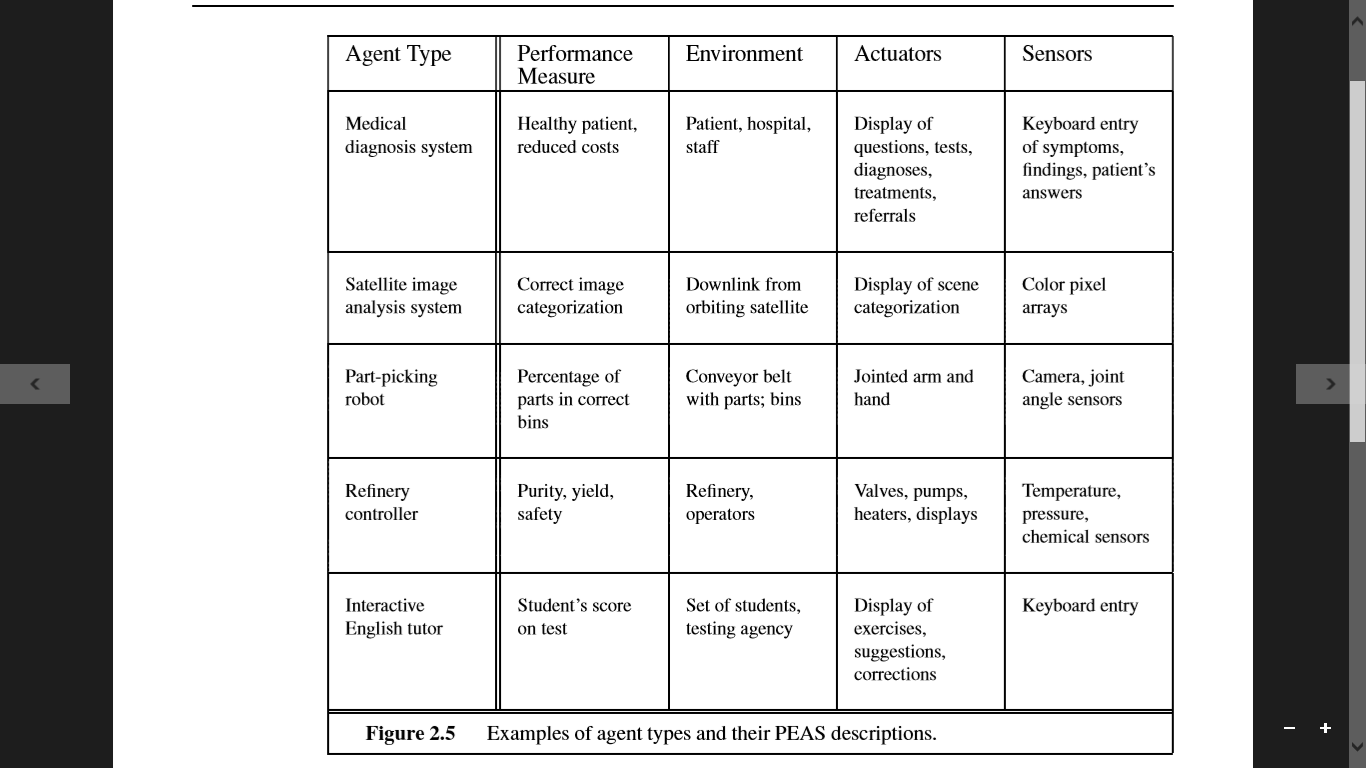 Agent Type
Performance
Measure
Environment
Actuators
Sensors
Medical
diagnosis system
Healthy patient,
reduced costs
Patient, hospital,
staff
Display of
questions, tests,
diagnoses,
treatments,
referrals
Keyboard entry
of symptoms,
findings, patient’s
answers
Satellite image
analysis system
Correct image
categorization
Downlink from
orbiting satellite
Display of scene
categorization
Color pixel
arrays
Part-picking
robot
Percentage of
parts in correct
bins
Conveyor belt
with parts; bins
Jointed arm and
hand
Camera, joint
angle sensors
Refinery
controller
Purity, yield,
safety
Refinery,
operators
Valves, pumps,
heaters, displays
Temperature,
pressure,
chemical sensors
Interactive
English tutor
Student’s score
on test
Set of students,
testing agency
Display of
exercises,
suggestions,
corrections
Keyboard entry
Figure 2.5 Examples of agent types and their PEAS descriptions.